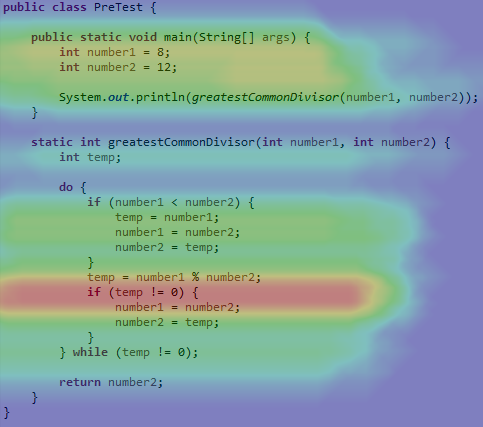 public class PreTest {
public static void main(String[] args) {
int number1 = 8;
int number2 = 12;
System.out.println(greatestCommonDivisor(number1, number2));
}
static int greatestCommonDivisor(int number1, int number2) {
int temp;
do {
if (number1 < number2) {
temp = number1;
number1 = number2;
number2 = temp;
}
temp = number1 % number2;
if (temp != 0) {
number1 = number2;
number2 = temp;
}
} while (temp != 0);
return number2;
}
}